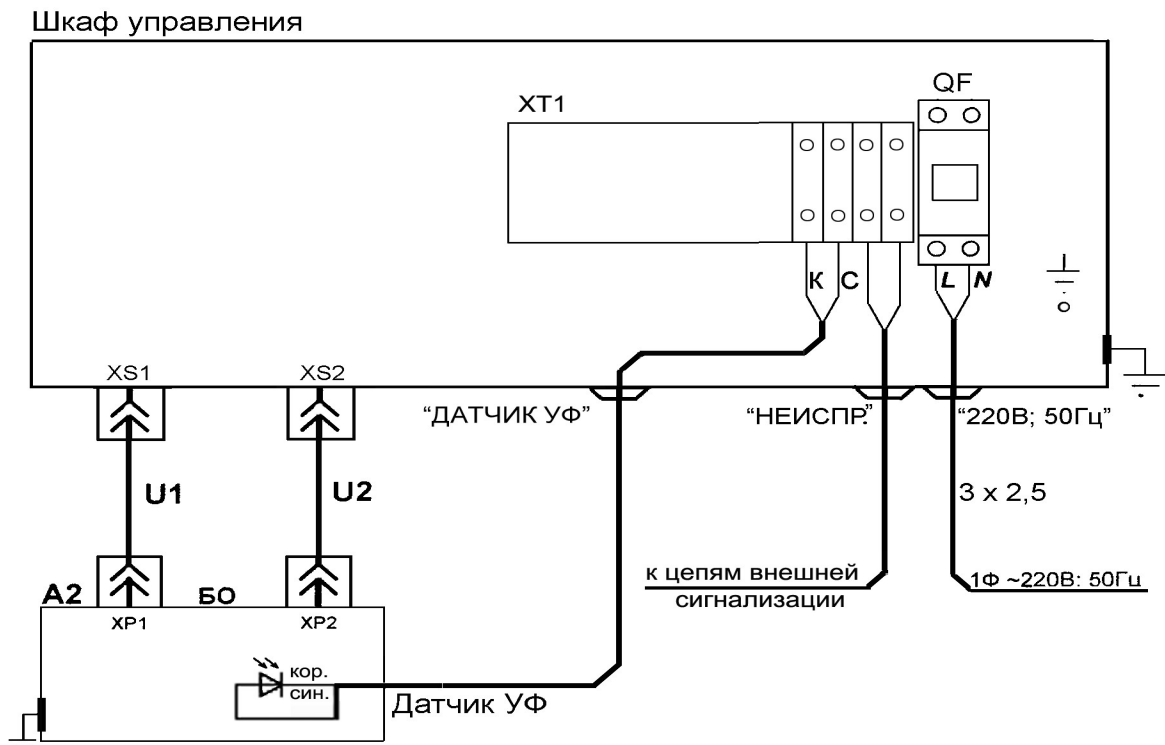 Шкаф управления
QF
XT1
К С
L N
XS1
XS2
“ДАТЧИК УФ”
“НЕИСПР.”
“220В; 50Гц”
U1
U2
3 x 2,5
к цепям внешней
сигнализации
1Ф ~220В: 50Гц
А2
БО
XP1
XP2
кор.
син.
Датчик УФ